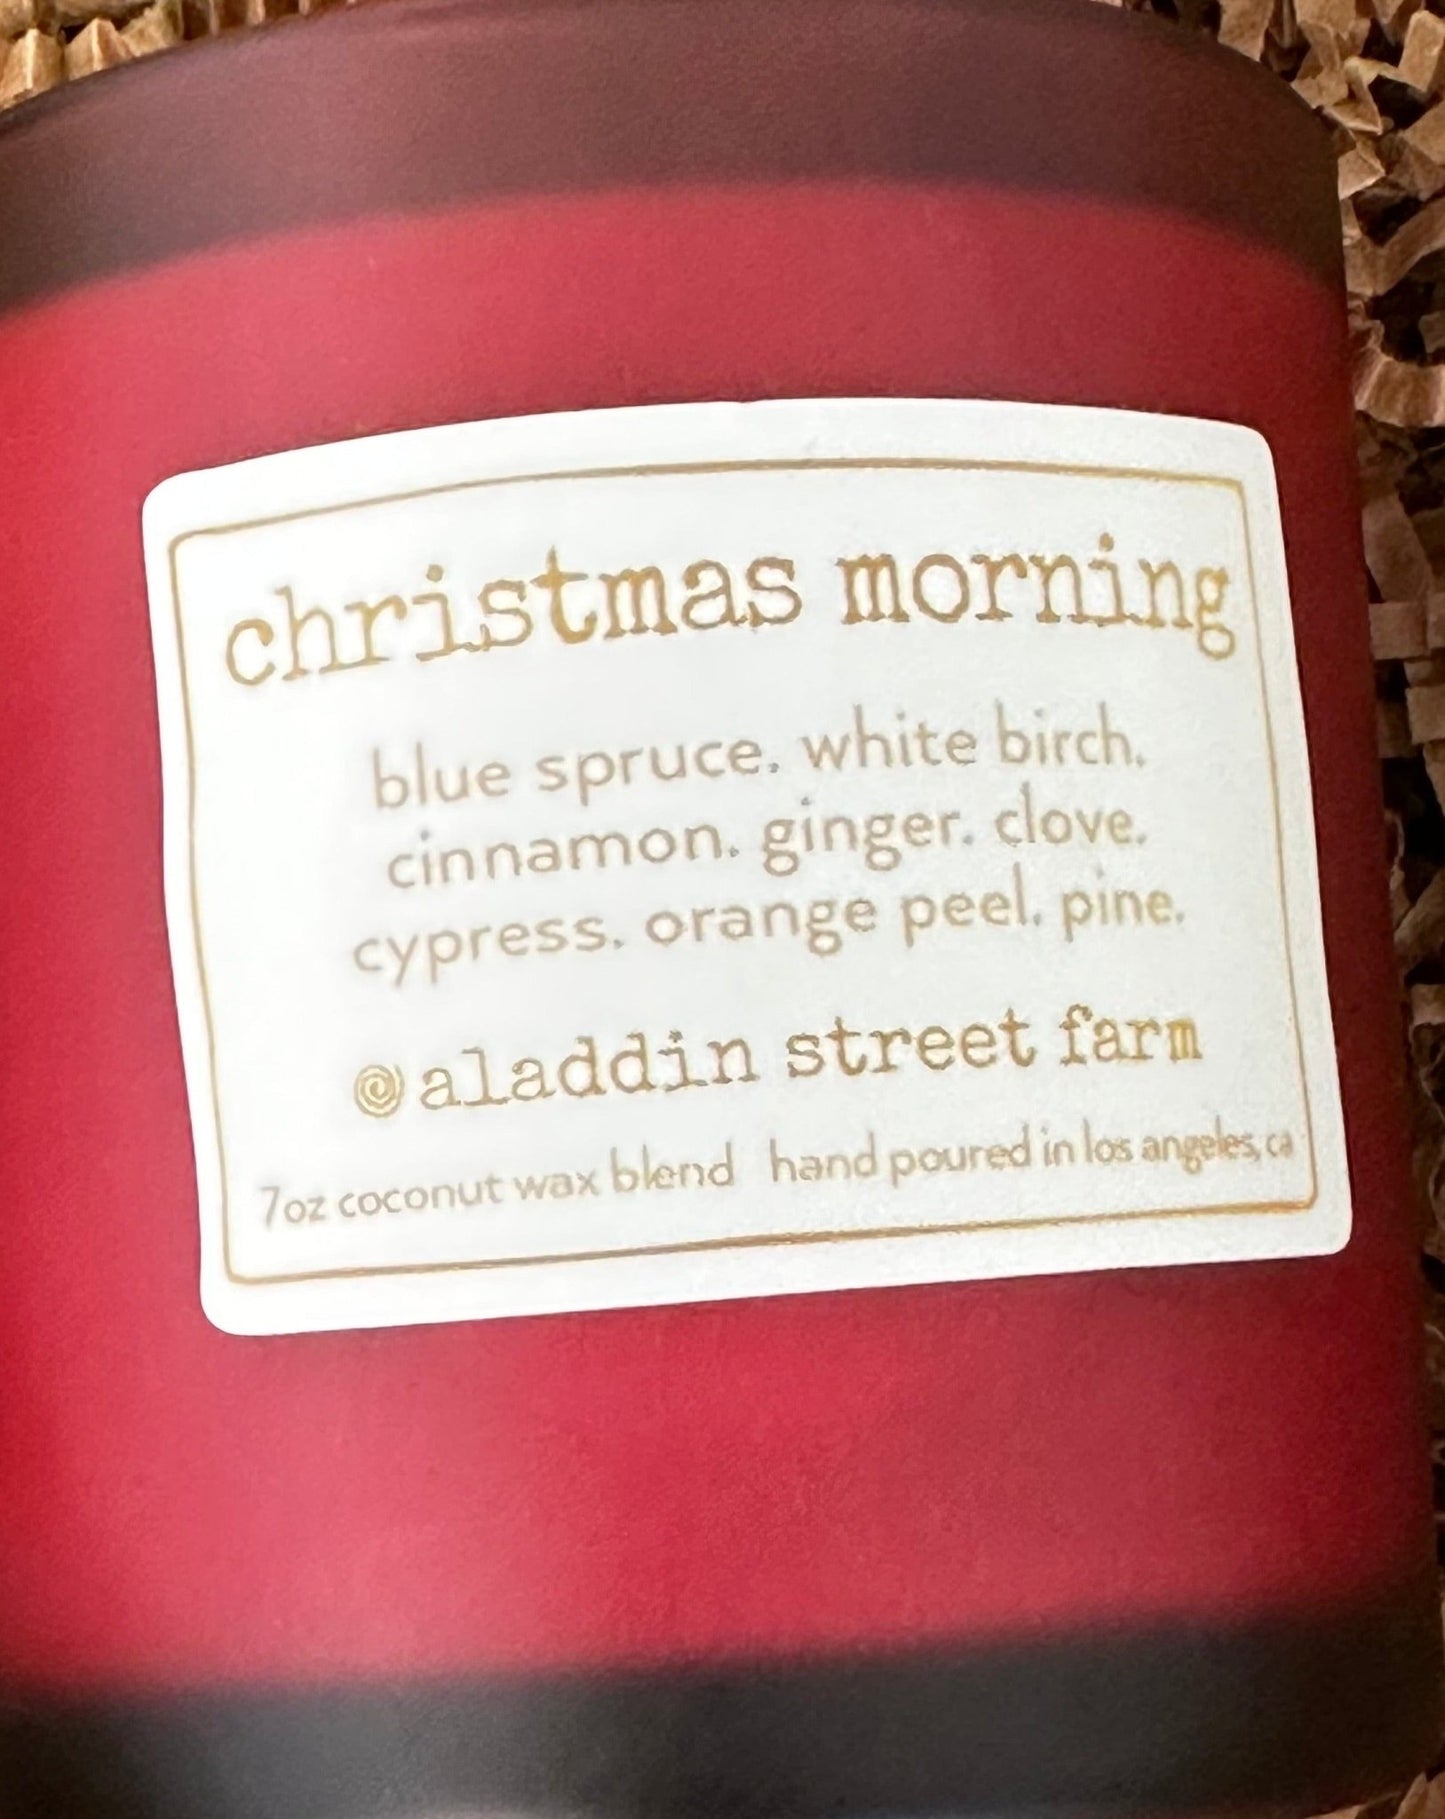 christmas morning
blue spruce. white birch.
cinnamon. ginger. clove.
cypress. orange peel. pine.
@aladdin street farm
7oz coconut wax blend hand poured in los angeles, ca